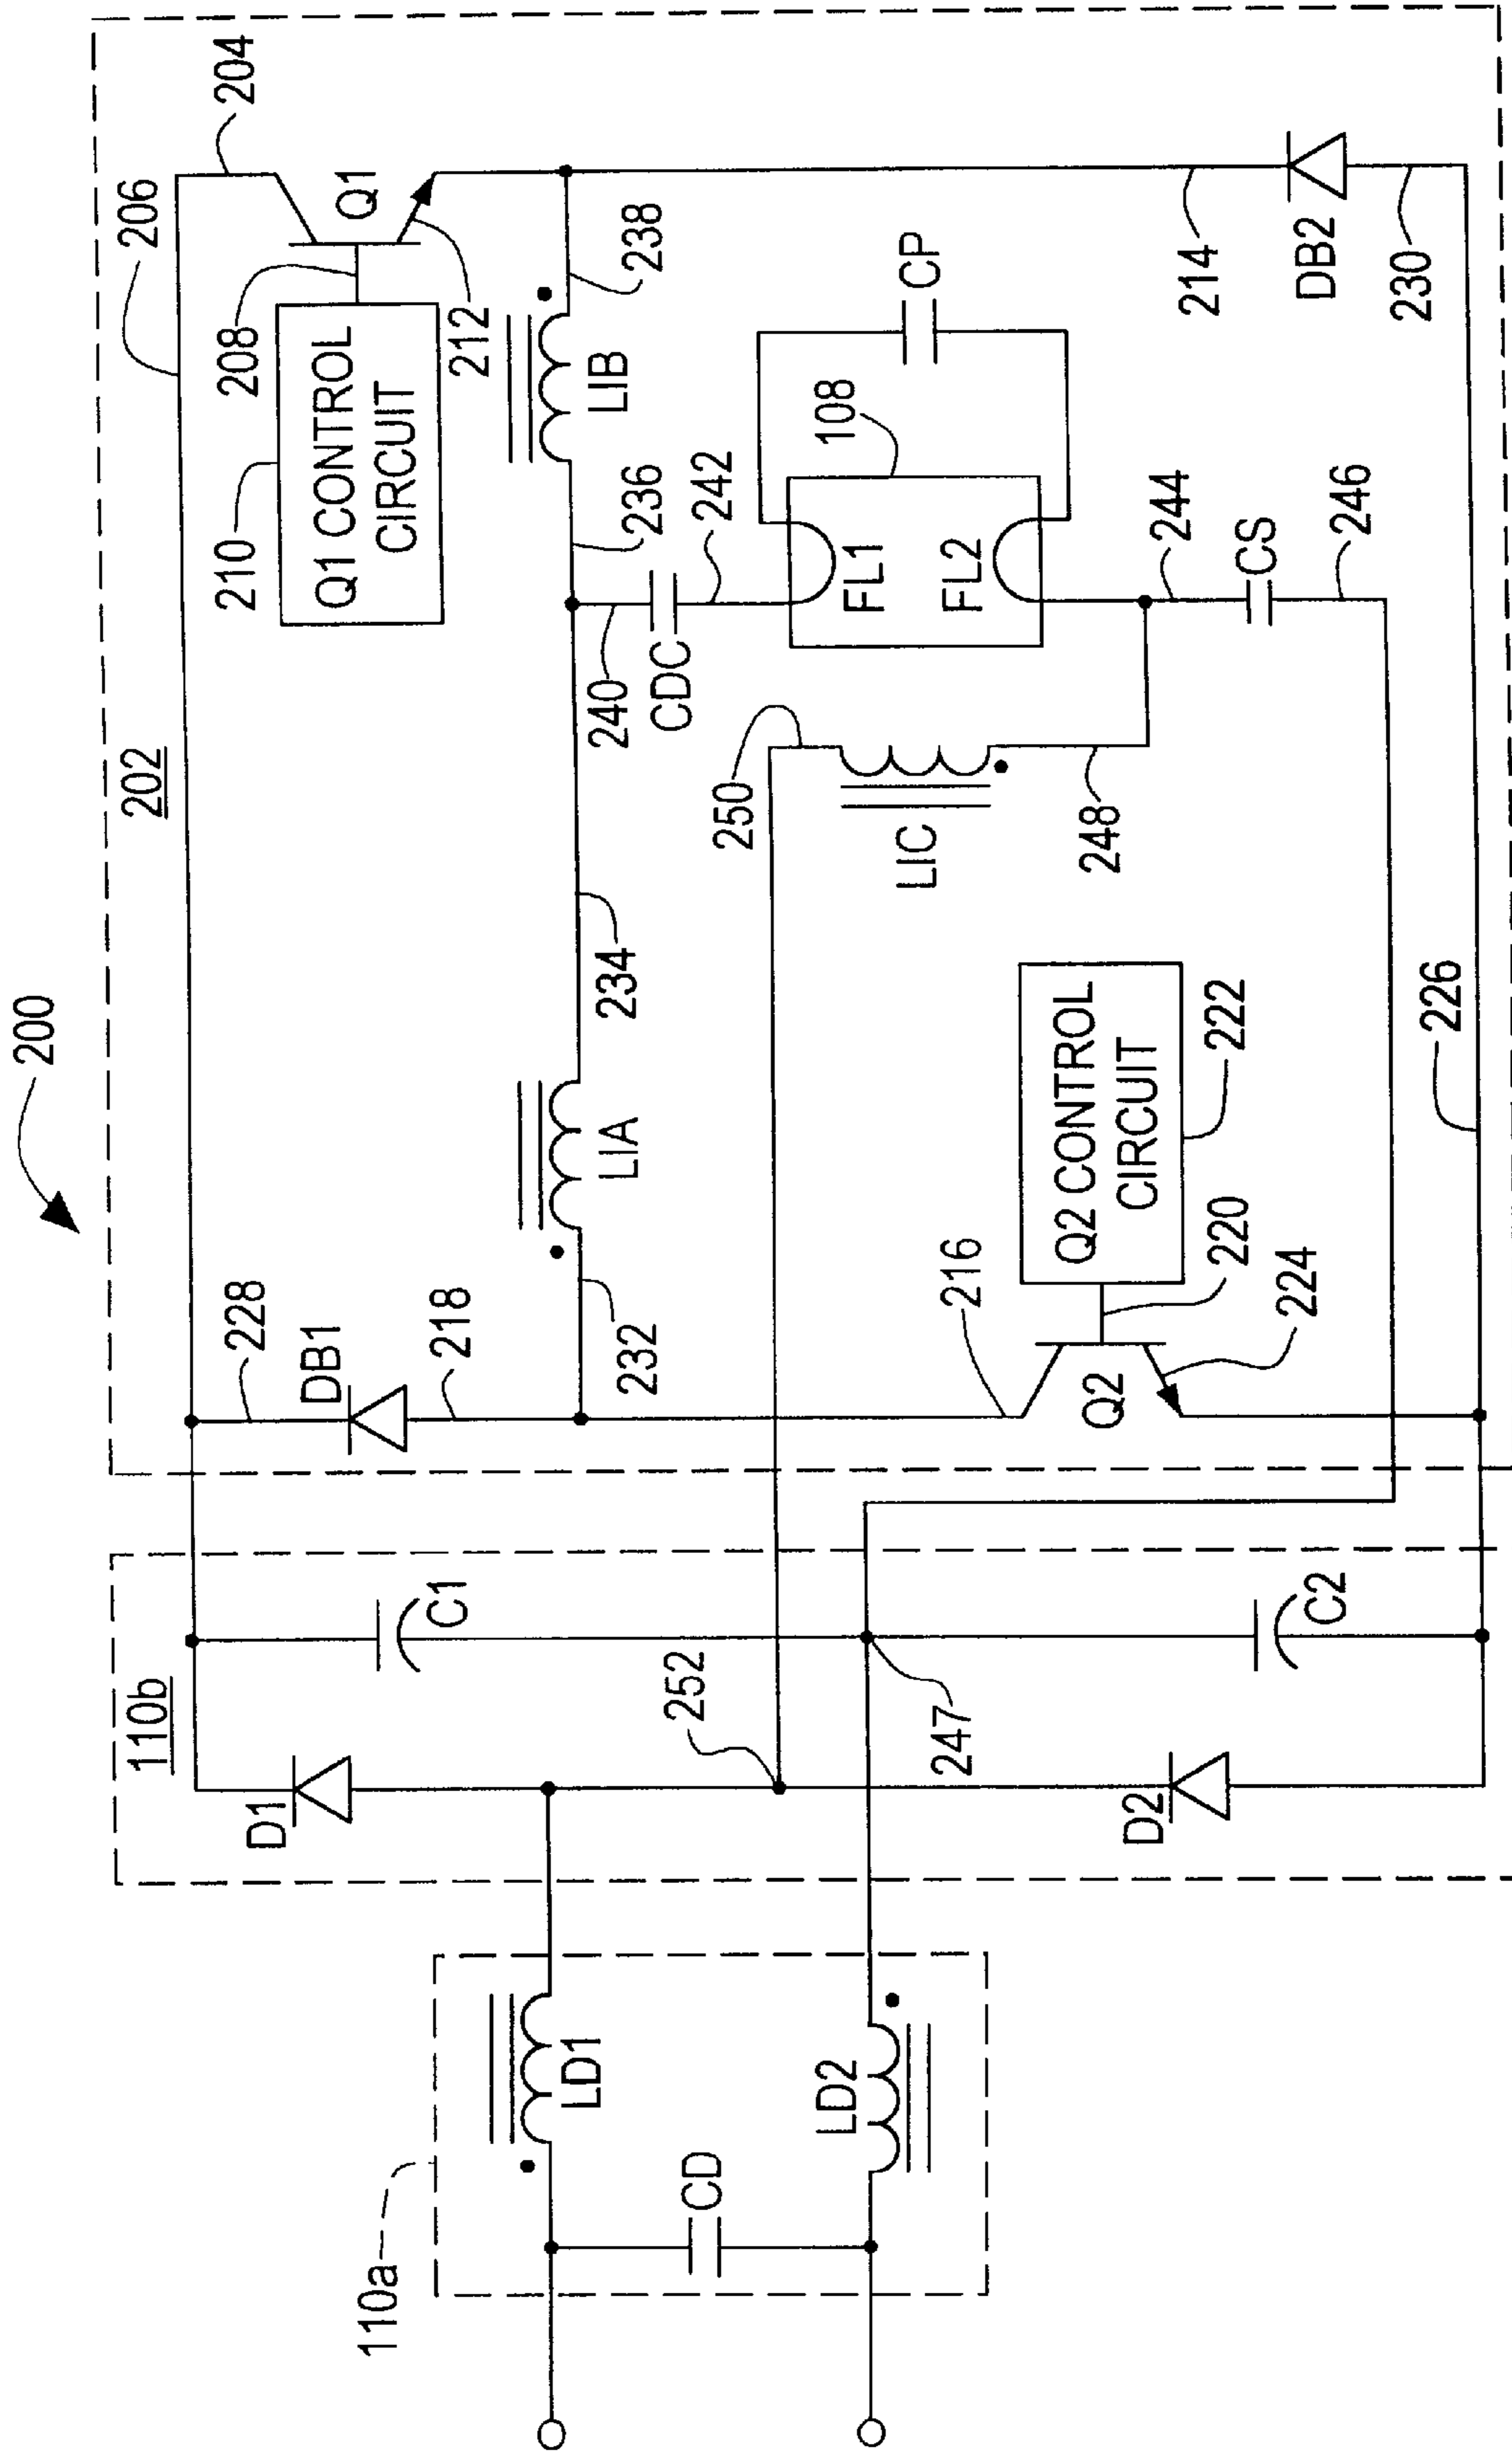 200
202
206
204
Q1
208
210
Q1 CONTROL
CIRCUIT
212
238
LIB
236
240
CDC
242
FL1
FL2
108
CP
214
DB2
230
244
CS
246
250
LIC
248
234
LIA
232
228
DB1
218
216
Q2
Q2 CONTROL
CIRCUIT
222
220
224
226
110b
D1
C1
252
247
D2
C2
110a
LD1
LD2
CD